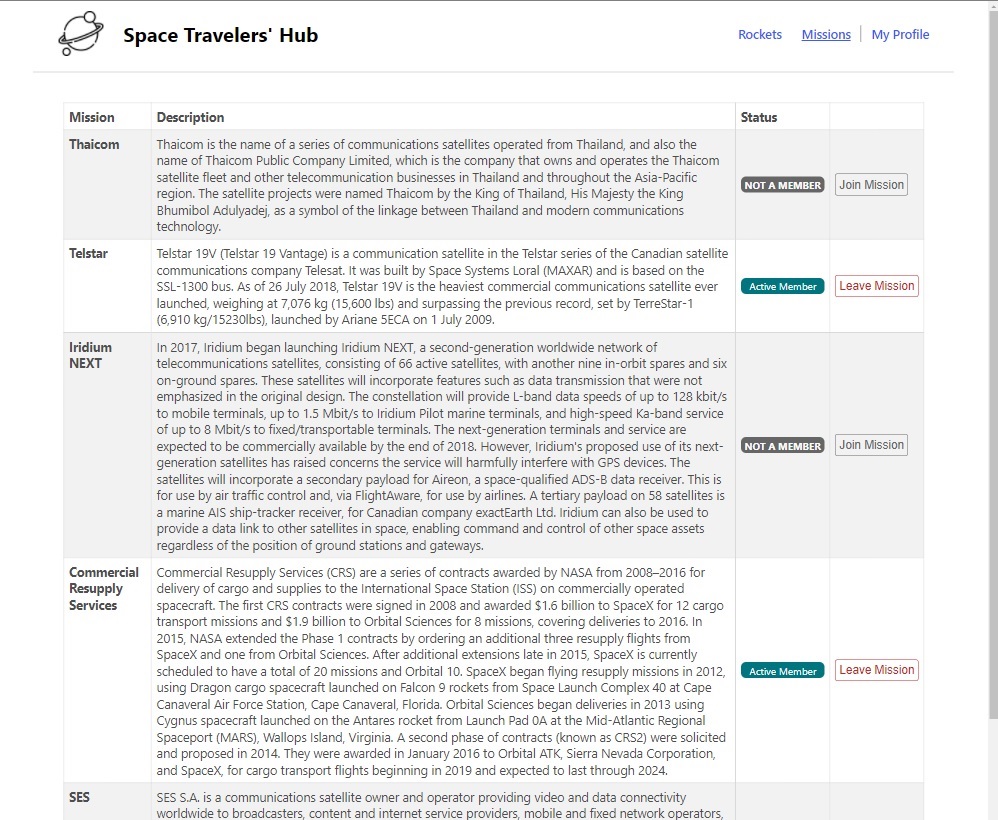 Space Travelers' Hub
Rockets Missions My Profile
Mission Description Status
Thaicom
Thaicom is the name of a series of communications satellites operated from Thailand, and also the
name of Thaicom Public Company Limited, which is the company that owns and operates the Thaicom
satellite fleet and other telecommunication businesses in Thailand and throughout the Asia-Pacific
region. The satellite projects were named Thaicom by the King of Thailand, His Majesty the King
Bhumibol Adulyadej, as a symbol of the linkage between Thailand and modern communications
technology.
NOT A MEMBER
Join Mission
Telstar
Telstar 19V (Telstar 19 Vantage) is a communication satellite in the Telstar series of the Canadian satellite
communications company Telesat. It was built by Space Systems Loral (MAXAR) and is based on the
SSL-1300 bus. As of 26 July 2018, Telstar 19V is the heaviest commercial communications satellite ever
launched, weighing at 7,076 kg (15,600 lbs) and surpassing the previous record, set by TerreStar-1
(6,910 kg/15230lbs), launched by Ariane 5ECA on 1 July 2009.
Active Member
Leave Mission
Iridium
NEXT
In 2017, Iridium began launching Iridium NEXT, a second-generation worldwide network of
telecommunications satellites, consisting of 66 active satellites, with another nine in-orbit spares and six
on-ground spares. These satellites will incorporate features such as data transmission that were not
emphasized in the original design. The constellation will provide L-band data speeds of up to 128 kbit/s
to mobile terminals, up to 1.5 Mbit/s to Iridium Pilot marine terminals, and high-speed Ka-band service
of up to 8 Mbit/s to fixed/transportable terminals. The next-generation terminals and service are
expected to be commercially available by the end of 2018. However, Iridium's proposed use of its next-
generation satellites has raised concerns the service will harmfully interfere with GPS devices. The
satellites will incorporate a secondary payload for Aireon, a space-qualified ADS-B data receiver. This is
for use by air traffic control and, via FlightAware, for use by airlines. A tertiary payload on 58 satellites is
a marine AIS ship-tracker receiver, for Canadian company exactEarth Ltd. Iridium can also be used to
provide a data link to other satellites in space, enabling command and control of other space assets
regardless of the position of ground stations and gateways.
NOT A MEMBER
Join Mission
Commercial
Resupply
Services
Commercial Resupply Services (CRS) are a series of contracts awarded by NASA from 2008–2016 for
delivery of cargo and supplies to the International Space Station (ISS) on commercially operated
spacecraft. The first CRS contracts were signed in 2008 and awarded $1.6 billion to SpaceX for 12 cargo
transport missions and $1.9 billion to Orbital Sciences for 8 missions, covering deliveries to 2016. In
2015, NASA extended the Phase 1 contracts by ordering an additional three resupply flights from
SpaceX and one from Orbital Sciences. After additional extensions late in 2015, SpaceX is currently
scheduled to have a total of 20 missions and Orbital 10. SpaceX began flying resupply missions in 2012,
using Dragon cargo spacecraft launched on Falcon 9 rockets from Space Launch Complex 40 at Cape
Canaveral Air Force Station, Cape Canaveral, Florida. Orbital Sciences began deliveries in 2013 using
Cygnus spacecraft launched on the Antares rocket from Launch Pad 0A at the Mid-Atlantic Regional
Spaceport (MARS), Wallops Island, Virginia. A second phase of contracts (known as CRS2) were solicited
and proposed in 2014. They were awarded in January 2016 to Orbital ATK, Sierra Nevada Corporation,
and SpaceX, for cargo transport flights beginning in 2019 and expected to last through 2024.
Active Member
Leave Mission
SES
SES S.A. is a communications satellite owner and operator providing video and data connectivity
worldwide to broadcasters, content and internet service providers, mobile and fixed network operators,